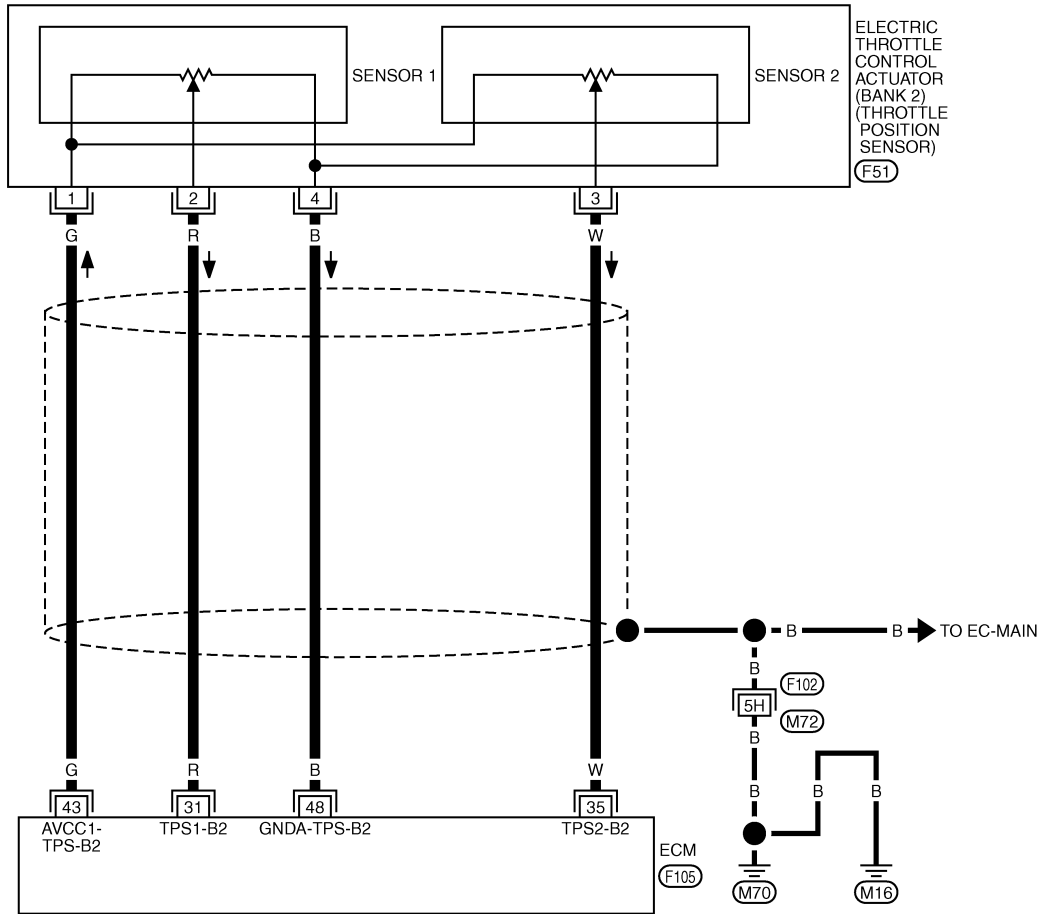 ELECTRIC
THROTTLE
CONTROL
ACTUATOR
(BANK 2)
(THROTTLE
POSITION
SENSOR)
F51
SENSOR 1
SENSOR 2
1
2
4
3
G
R
B
W
B
B
TO EC-MAIN
B
F102
5H
M72
B
G
R
B
W
B
B
B
43
31
48
35
AVCC1-
TPS-B2
TPS1-B2
GNDA-TPS-B2
TPS2-B2
ECM
F105
M70
M16